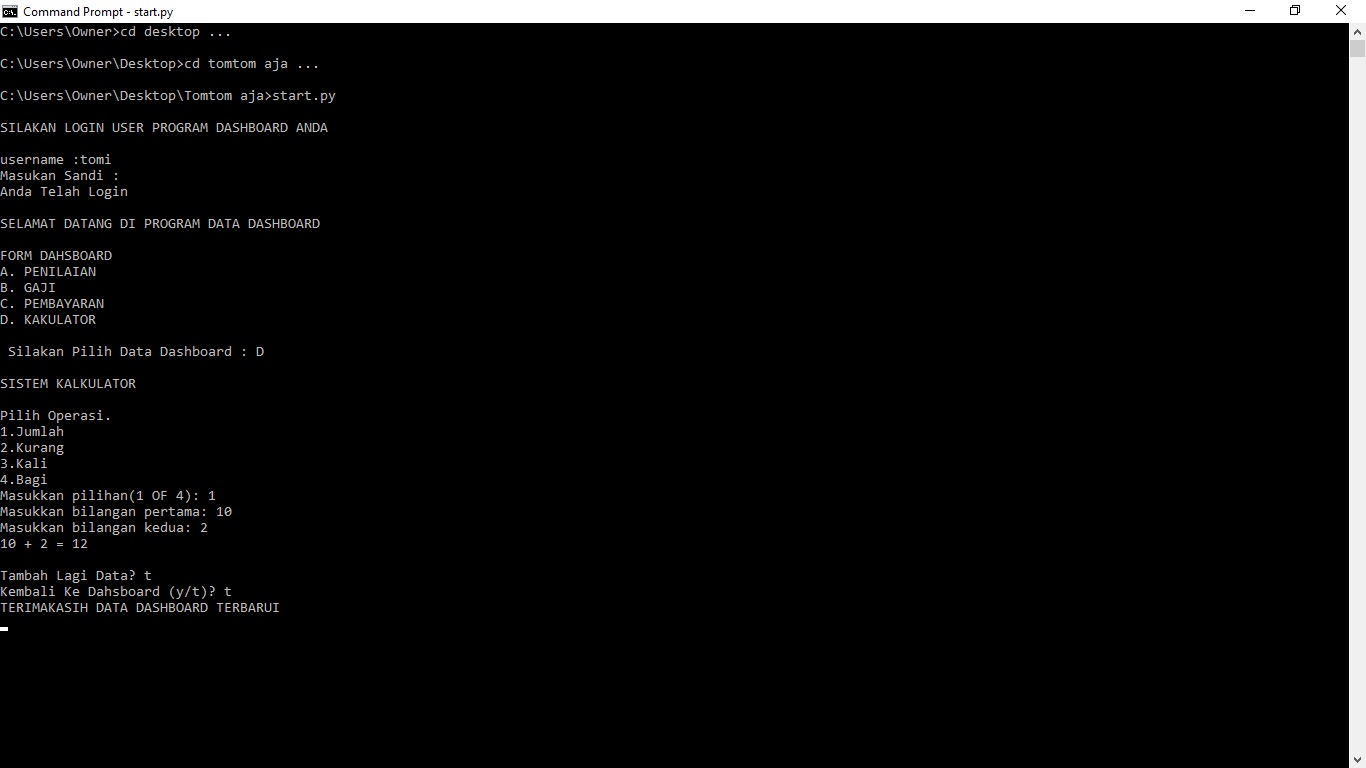 Command Prompt - start.py
C:\Users\Owner>cd desktop ...
C:\Users\Owner\Desktop>cd tomtom aja ...
C:\Users\Owner\Desktop\Tomtom aja>start.py
SILAKAN LOGIN USER PROGRAM DASHBOARD ANDA
username :tomi
Masukan Sandi :
Anda Telah Login
SELAMAT DATANG DI PROGRAM DATA DASHBOARD
FORM DAHSBOARD
A. PENILAIAN
B. GAJI
C. PEMBAYARAN
D. KAKULATOR
Silakan Pilih Data Dashboard : D
SISTEM KALKULATOR
Pilih Operasi.
1.Jumlah
2.Kurang
3.Kali
4.Bagi
Masukkan pilihan(1 OF 4): 1
Masukkan bilangan pertama: 10
Masukkan bilangan kedua: 2
10 + 2 = 12
Tambah Lagi Data? t
Kembali Ke Dahsboard (y/t)? t
TERIMAKASIH DATA DASHBOARD TERBARUI